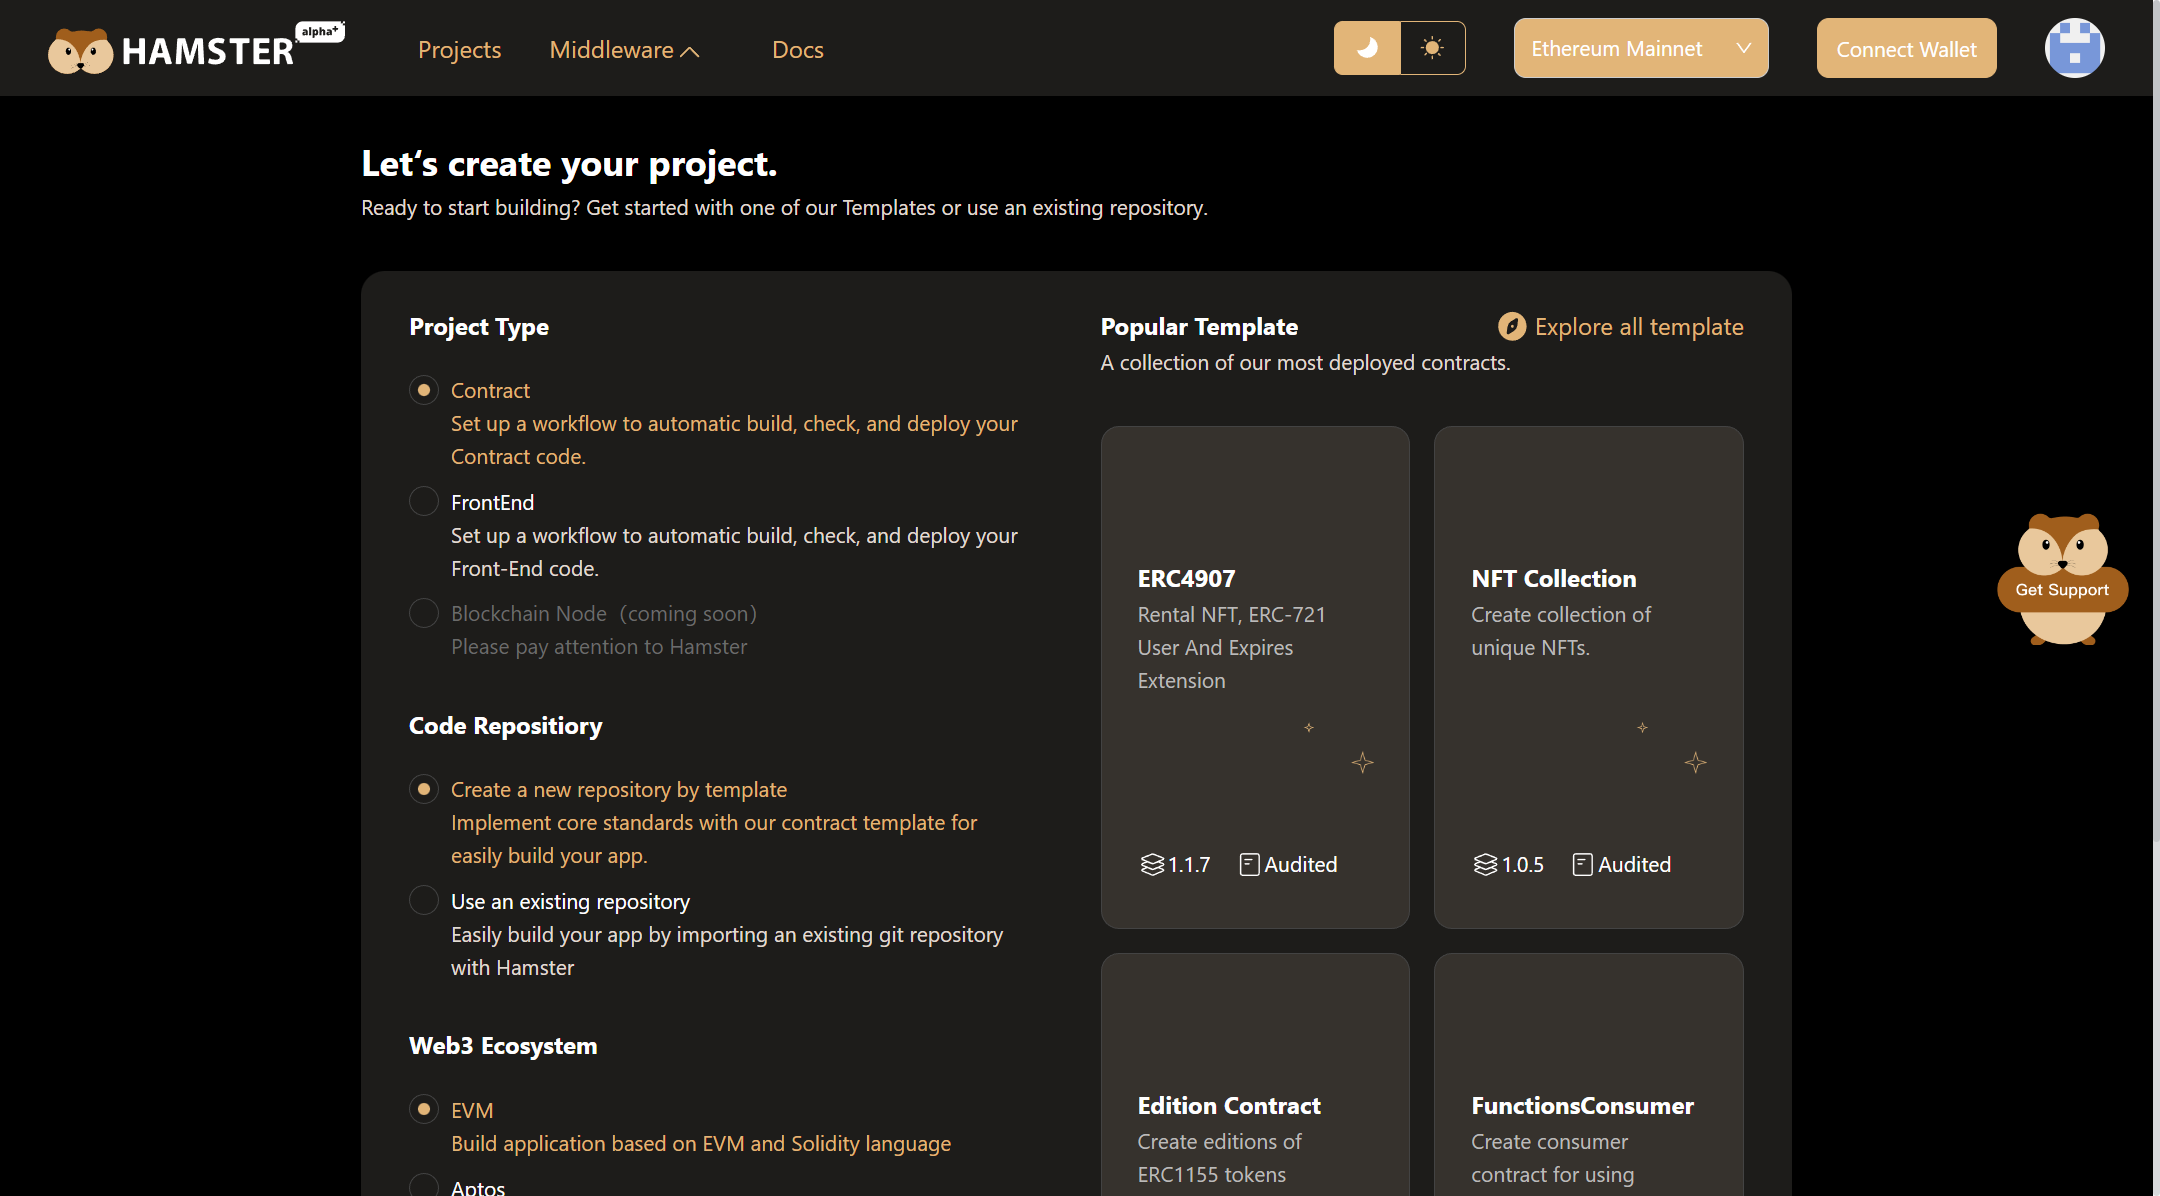 HAMSTER alpha+
Projects
Middleware
Docs
Ethereum Mainnet
Connect Wallet
Let‘s create your project.
Ready to start building? Get started with one of our Templates or use an existing repository.
Project Type
Contract
Set up a workflow to automatic build, check, and deploy your
Contract code.
FrontEnd
Set up a workflow to automatic build, check, and deploy your
Front-End code.
Blockchain Node（coming soon）
Please pay attention to Hamster
Code Repositiory
Create a new repository by template
Implement core standards with our contract template for
easily build your app.
Use an existing repository
Easily build your app by importing an existing git repository
with Hamster
Web3 Ecosystem
EVM
Build application based on EVM and Solidity language
Aptos
Popular Template
Explore all template
A collection of our most deployed contracts.
ERC4907
Rental NFT, ERC-721
User And Expires
Extension
1.1.7
Audited
NFT Collection
Create collection of
unique NFTs.
1.0.5
Audited
Edition Contract
Create editions of
ERC1155 tokens
FunctionsConsumer
Create consumer
contract for using
Get Support